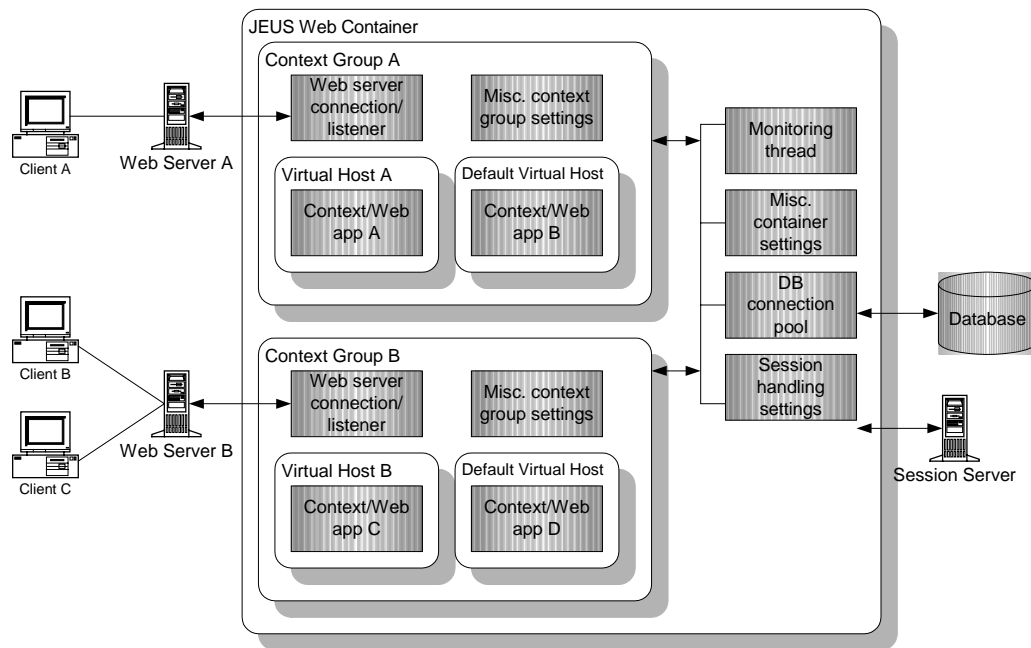 JEUS Web Container
Context Group A
Web server
connection/
listener
Misc. context
group settings
Virtual Host A
Context/Web
app A
Default Virtual Host
Context/Web
app B
Client A
Web Server A
Monitoring
thread
Misc.
container
settings
DB
connection
pool
Session
handling
settings
Database
Session Server
Client B
Client C
Web Server B
Context Group B
Web server
connection/
listener
Misc. context
group settings
Virtual Host B
Context/Web
app C
Default Virtual Host
Context/Web
app D